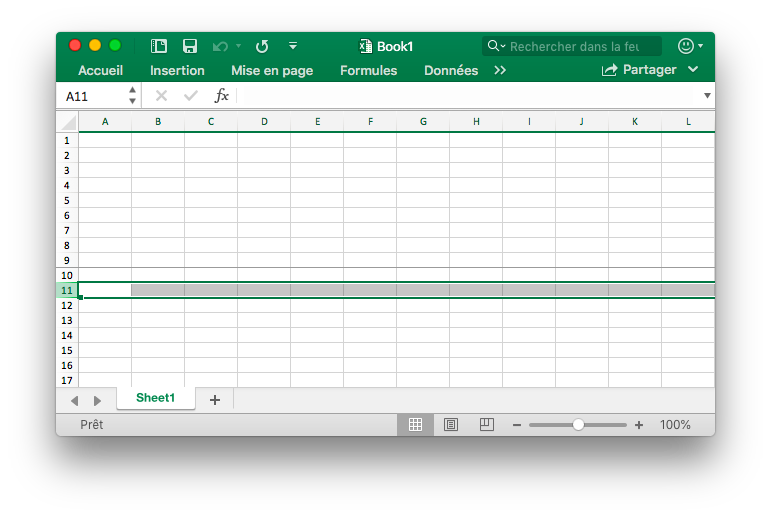 Book1
Rechercher dans la feu
Accueil Insertion Mise en page Formules Données Partager
A11 fx
A B C D E F G H I J K L
1
2
3
4
5
6
7
8
9
10
11
12
13
14
15
16
17
Sheet1 +
Prêt 100%